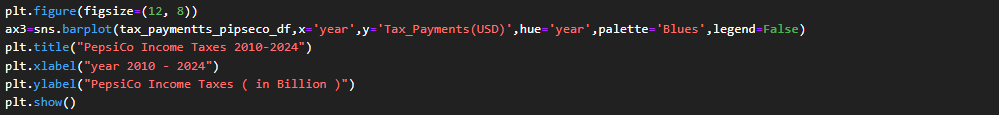 plt.figure(figsize=(12, 8))
ax3=sns.barplot(tax_paymentts_pipseco_df,x='year',y='Tax_Payments(USD)',hue='year',palette='Blues',legend=False)
plt.title("PepsiCo Income Taxes 2010-2024")
plt.xlabel("year 2010 - 2024")
plt.ylabel("PepsiCo Income Taxes ( in Billion )")
plt.show()